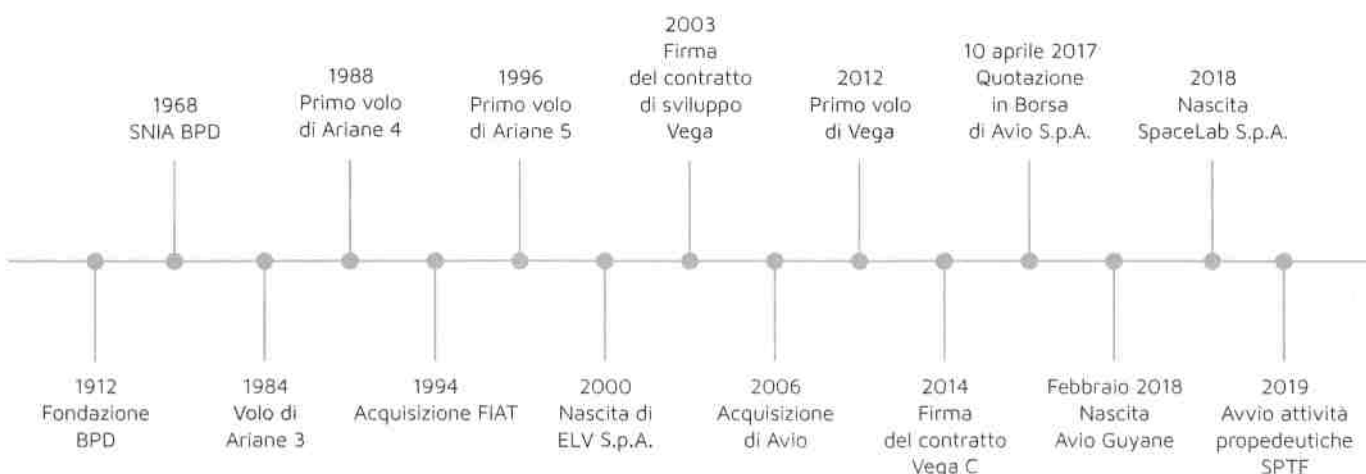 1912
Fondazione
BPD
1968
SNIA BPD
1984
Volo di
Ariane 3
1988
Primo volo
di Ariane 4
1994
Acquisizione FIAT
1996
Primo volo
di Ariane 5
2000
Nascita di
ELV S.p.A.
2003
Firma
del contratto
di sviluppo
Vega
2006
Acquisizione
di Avio
2012
Primo volo
di Vega
2014
Firma
del contratto
Vega C
10 aprile 2017
Quotazione
in Borsa
di Avio S.p.A.
Febbraio 2018
Nascita
Avio Guyane
2018
Nascita
SpaceLab S.p.A.
2019
Avvio attività
propedeutiche
SPTF